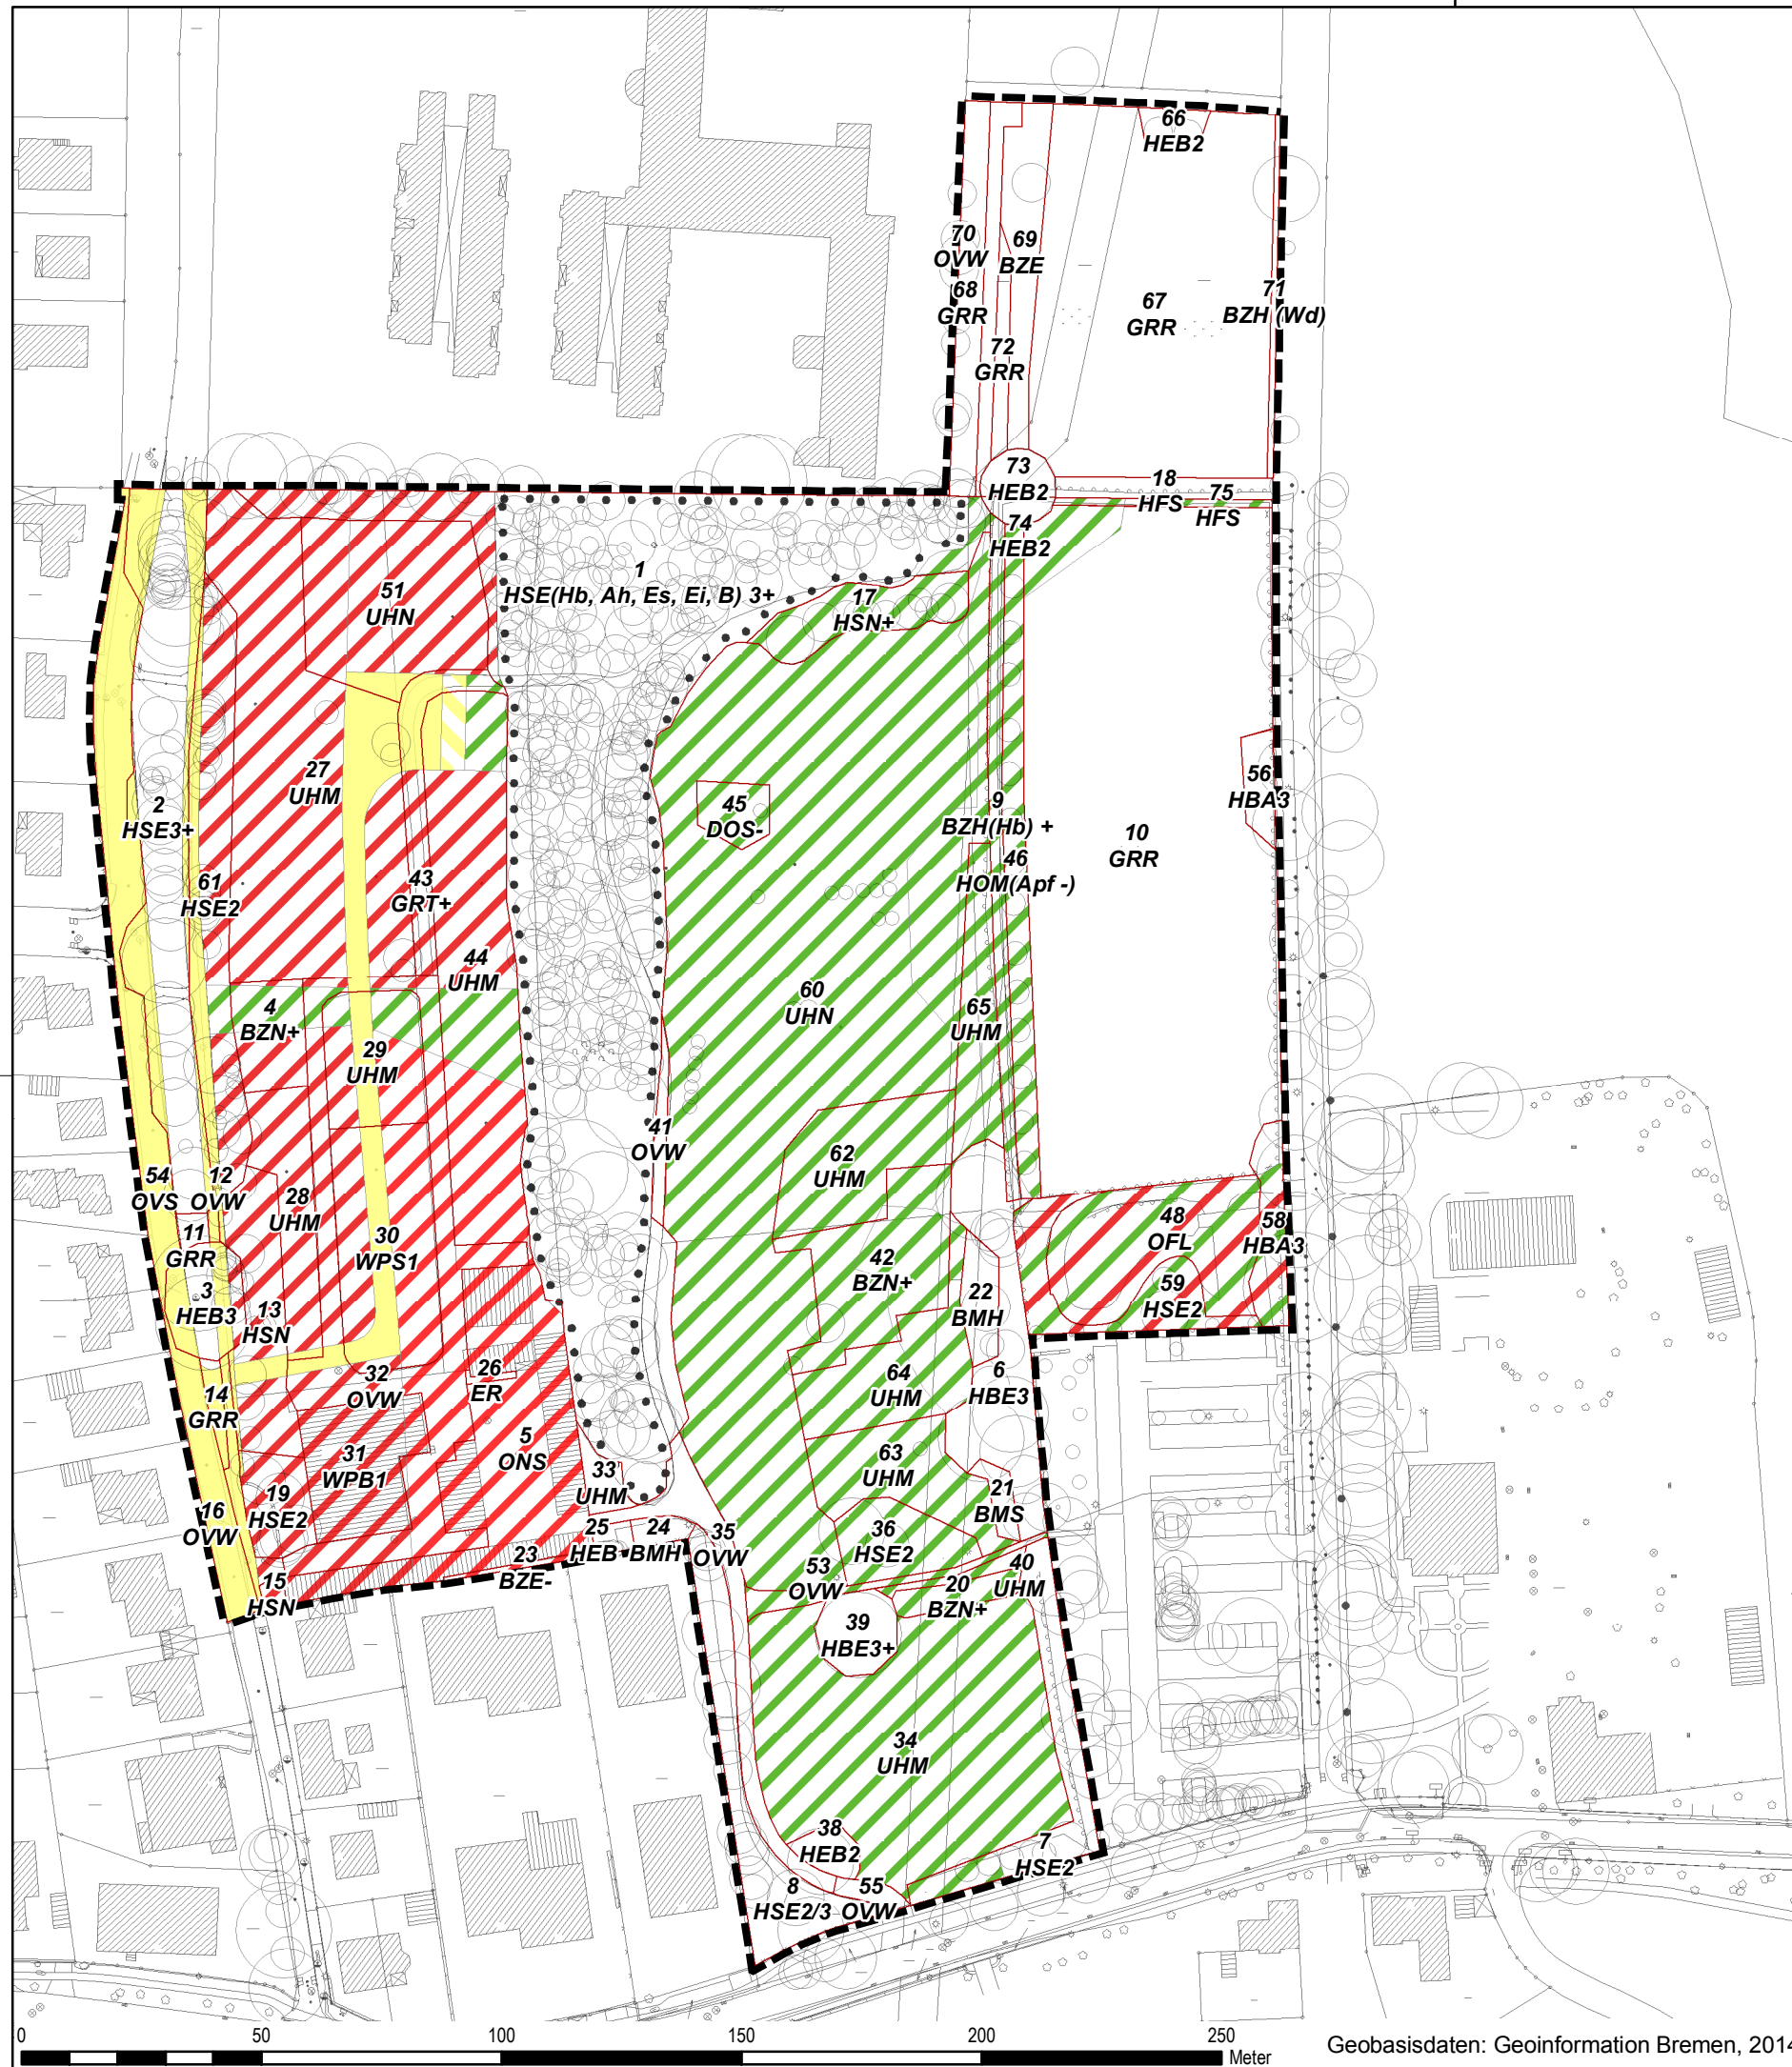 66
HEB2
70
OVW
69
BZE
68
GRR
67
GRR
71
BZH (Wd)
72
GRR
73
HEB2
18
HFS
75
HFS
74
HEB2
1
HSE(Hb, Ah, Es, Ei, B) 3+
51
UHN
17
HSN+
27
UHM
2
HSE3+
45
DOS-
9
BZH(Hb) +
56
HBA3
10
GRR
46
HOM(Apf -)
61
HSE2
43
GRT+
44
UHM
4
BZN+
60
UHN
65
UHM
29
UHM
41
OVW
62
UHM
54
OVS
12
OVW
28
UHM
48
OFL
58
HBA3
11
GRR
30
WPS1
42
BZN+
59
HSE2
3
HEB3
13
HSN
22
BMH
32
OVW
26
ER
64
UHM
6
HBE3
14
GRR
31
WPB1
5
ONS
63
UHM
33
UHM
19
HSE2
21
BMS
16
OVW
25
HEB-
24
BMH
35
OVW
36
HSE2
23
BZE-
53
OVW
40
UHM
20
BZN+
15
HSN
39
HBE3+
34
UHM
38
HEB2
7
HSE2
8
HSE2/3
55
OVW
0 50 100 150 200 250
Meter
Geobasisdaten: Geoinformation Bremen, 2014